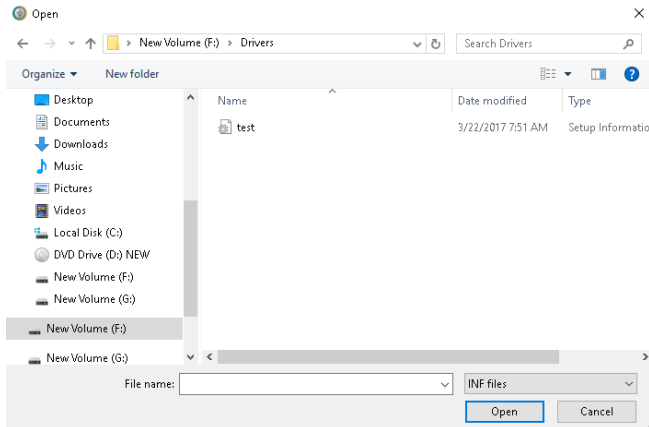 Open
New Volume (F:) > Drivers
Search Drivers
Organize
New folder
?
Desktop
Documents
Downloads
Music
Pictures
Videos
Local Disk (C:)
DVD Drive (D:) NEW
New Volume (F:)
New Volume (G:)
New Volume (F:)
New Volume (G:)
Name
Date modified
Type
test
3/22/2017 7:51 AM
Setup Informatio
File name:
INF files
Open
Cancel